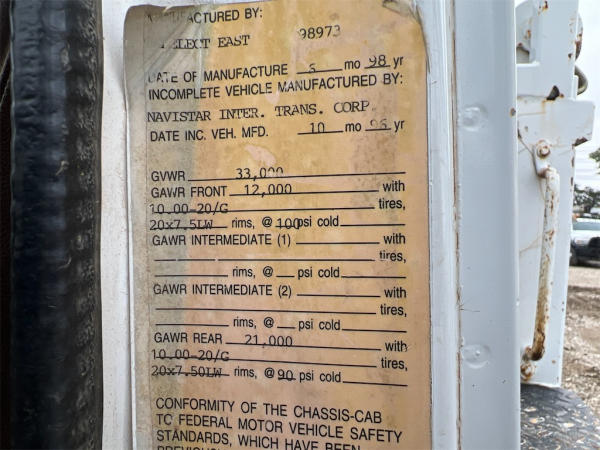 MANUFACTURED BY:
ELECT EAST 98973
DATE OF MANUFACTURE 5 mo 98 yr
INCOMPLETE VEHICLE MANUFACTURED BY:
NAVISTAR INTER. TRANS. CORP
DATE INC. VEH. MFD. 10 mo 96 yr
GVWR 33,000
GAWR FRONT 12,000 with
10.00-20/G tires,
20x7.5LW rims, @ 100psi cold
GAWR INTERMEDIATE (1) with
tires,
rims, @ psi cold
GAWR INTERMEDIATE (2) with
tires,
rims, @ psi cold
GAWR REAR 21,000 with
10.00-20/G tires,
20x7.50LW rims, @ 90 psi cold
CONFORMITY OF THE CHASSIS-CAB
TO FEDERAL MOTOR VEHICLE SAFETY
STANDARDS, WHICH HAVE BEEN